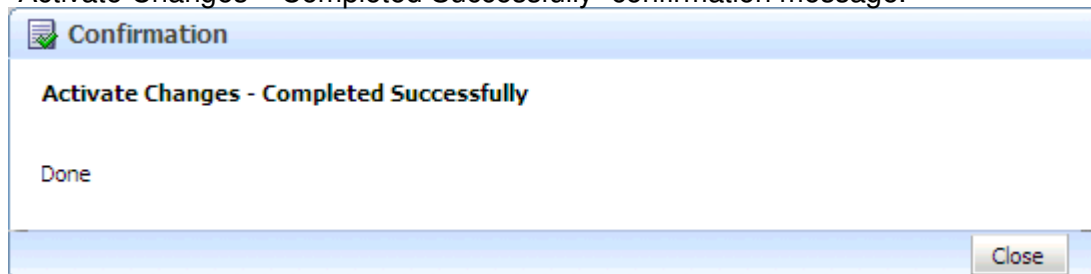 "Activate Changes – Completed Successfully" confirmation message.
Confirmation
Activate Changes - Completed Successfully
Done
Close